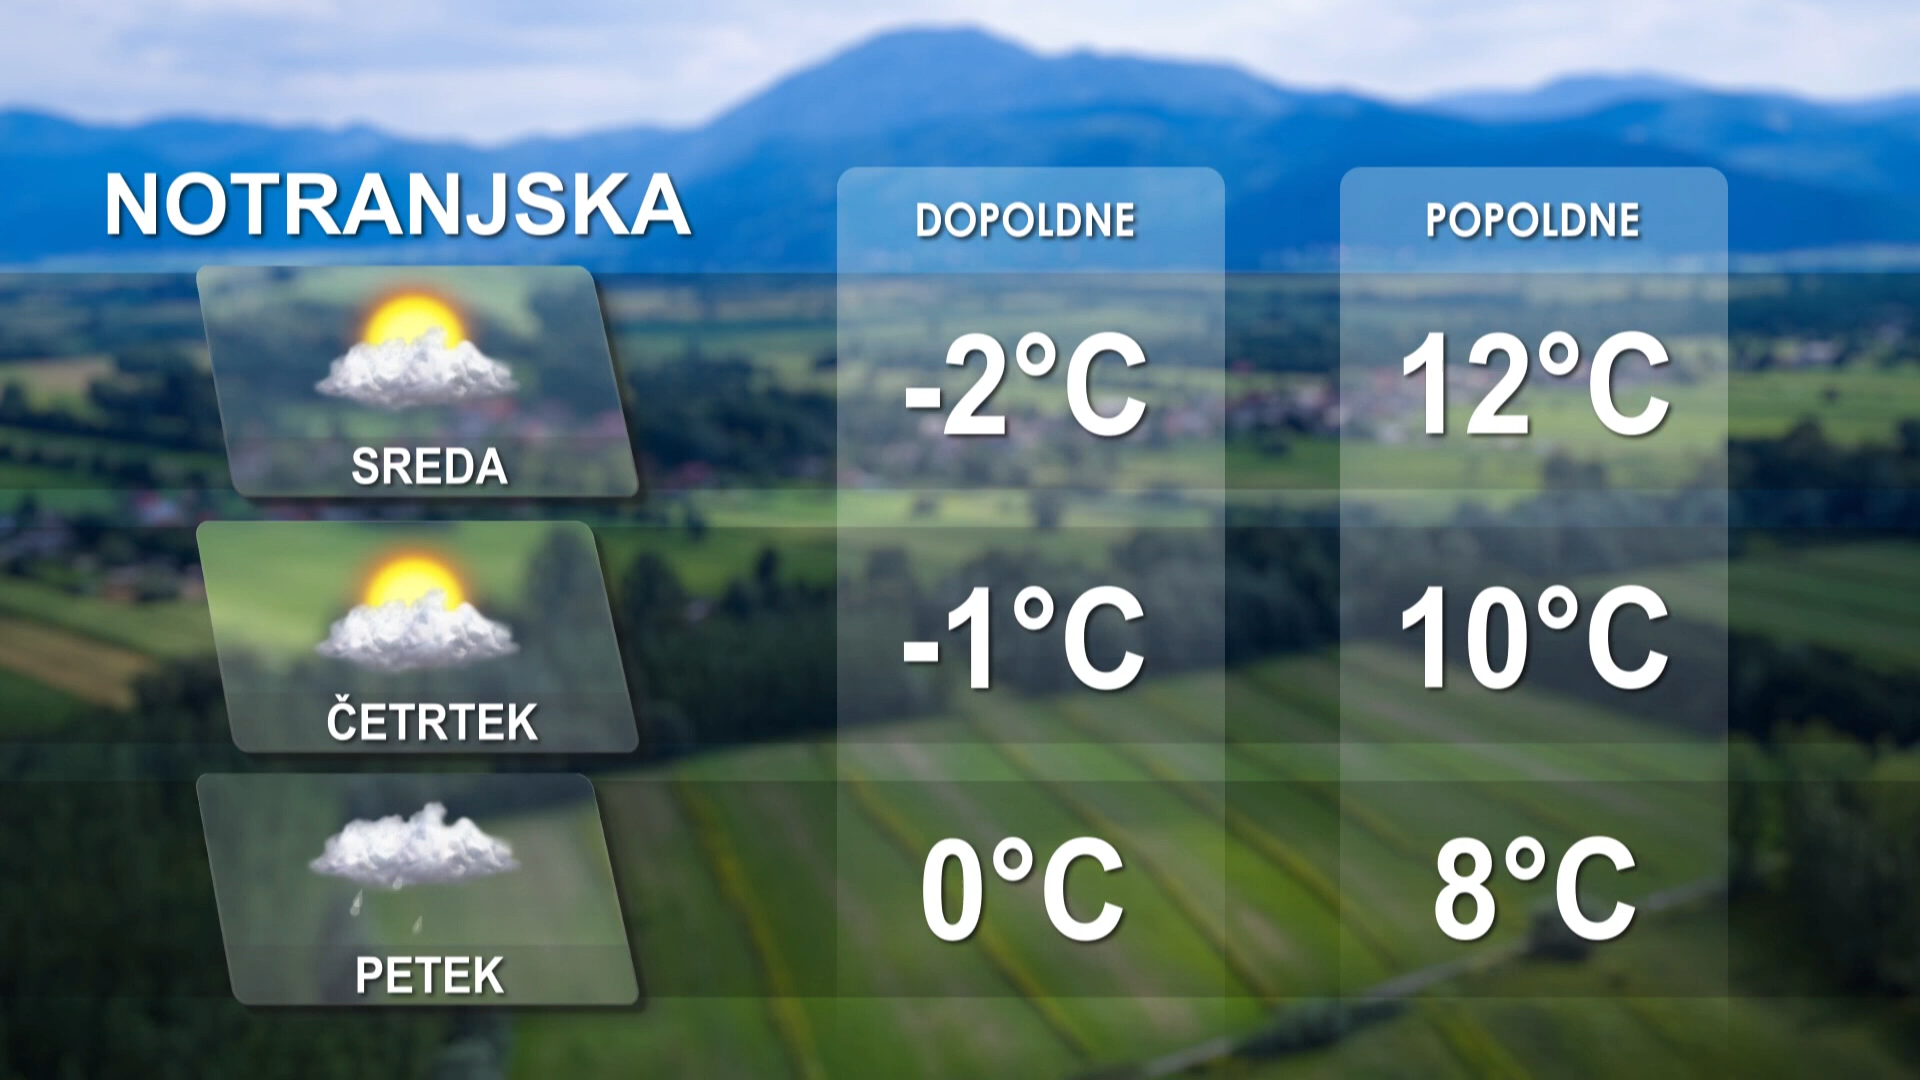 NOTRANJSKA
DOPOLDNE POPOLDNE
SREDA -2°C 12°C
ČETRTEK -1°C 10°C
PETEK 0°C 8°C